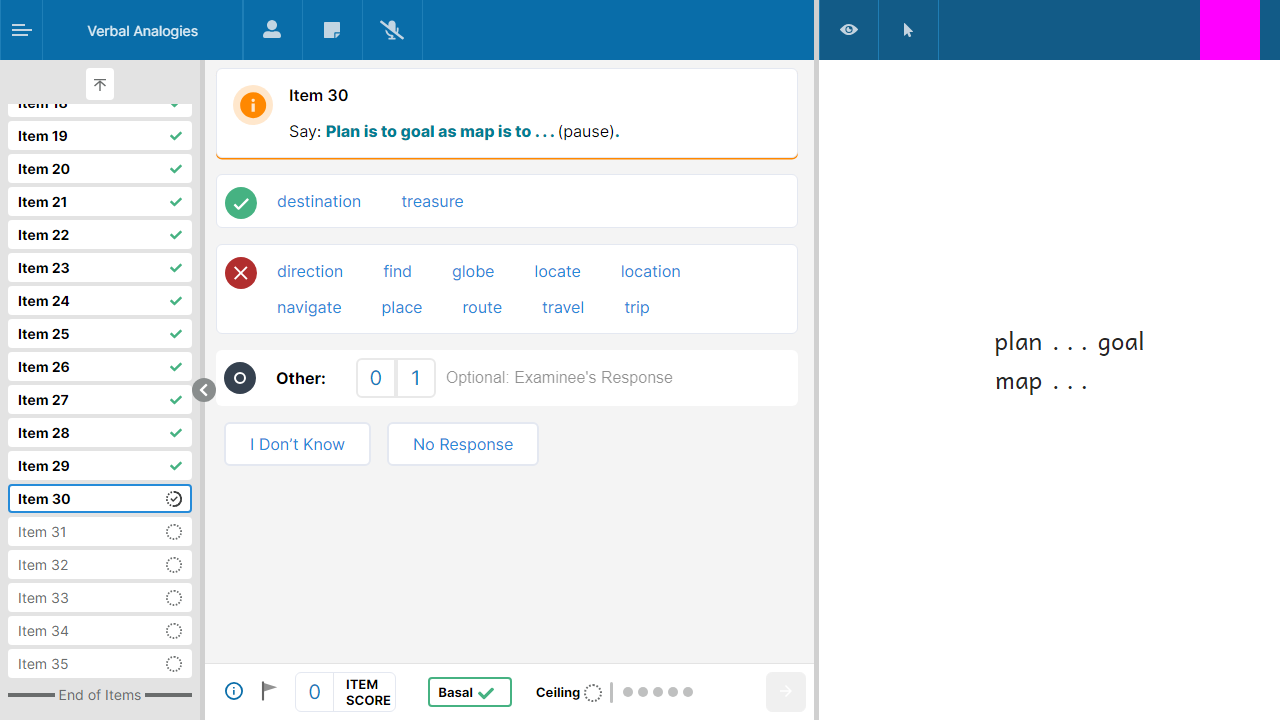 Verbal Analogies
Item 18
Item 19
Item 20
Item 21
Item 22
Item 23
Item 24
Item 25
Item 26
Item 27
Item 28
Item 29
Item 30
Item 31
Item 32
Item 33
Item 34
Item 35
End of Items
Item 30
Say: Plan is to goal as map is to . . . (pause).
destination treasure
direction find globe locate location
navigate place route travel trip
Other: 0 1 Optional: Examinee's Response
I Don’t Know No Response
0 ITEM SCORE Basal Ceiling
plan . . . goal
map . . .